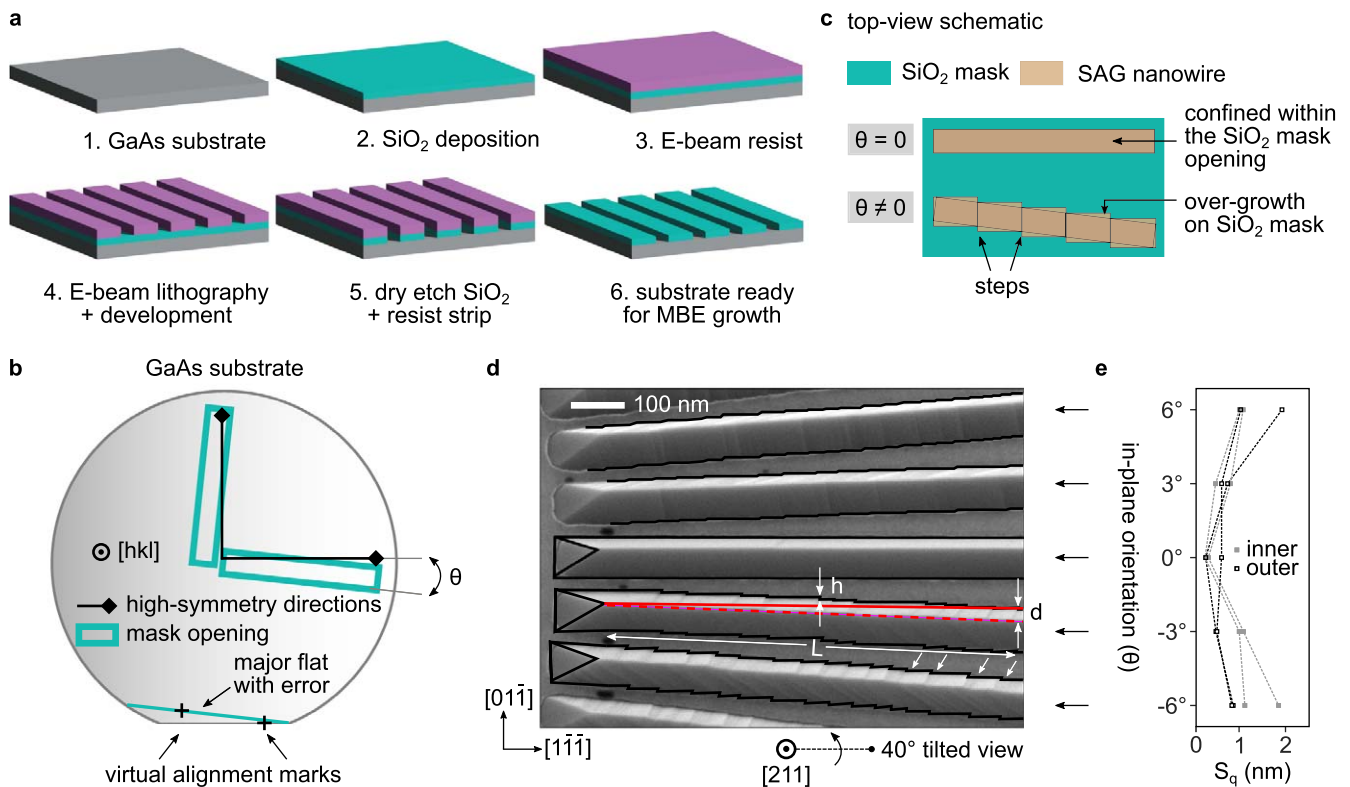 a
1. GaAs substrate
2. SiO₂ deposition
3. E-beam resist
4. E-beam lithography
+ development
5. dry etch SiO₂
+ resist strip
6. substrate ready
for MBE growth
c
top-view schematic
SiO₂ mask
SAG nanowire
θ = 0
confined within
the SiO₂ mask
opening
θ ≠ 0
over-growth
on SiO₂ mask
steps
b
GaAs substrate
[hkl]
θ
high-symmetry directions
mask opening
major flat
with error
virtual alignment marks
d
100 nm
h
d
L
[011̄]
[11̄1̄]
[211]
40° tilted view
e
in-plane orientation (θ)
6°
3°
0°
-3°
-6°
inner
outer
0
1
2
S_q (nm)